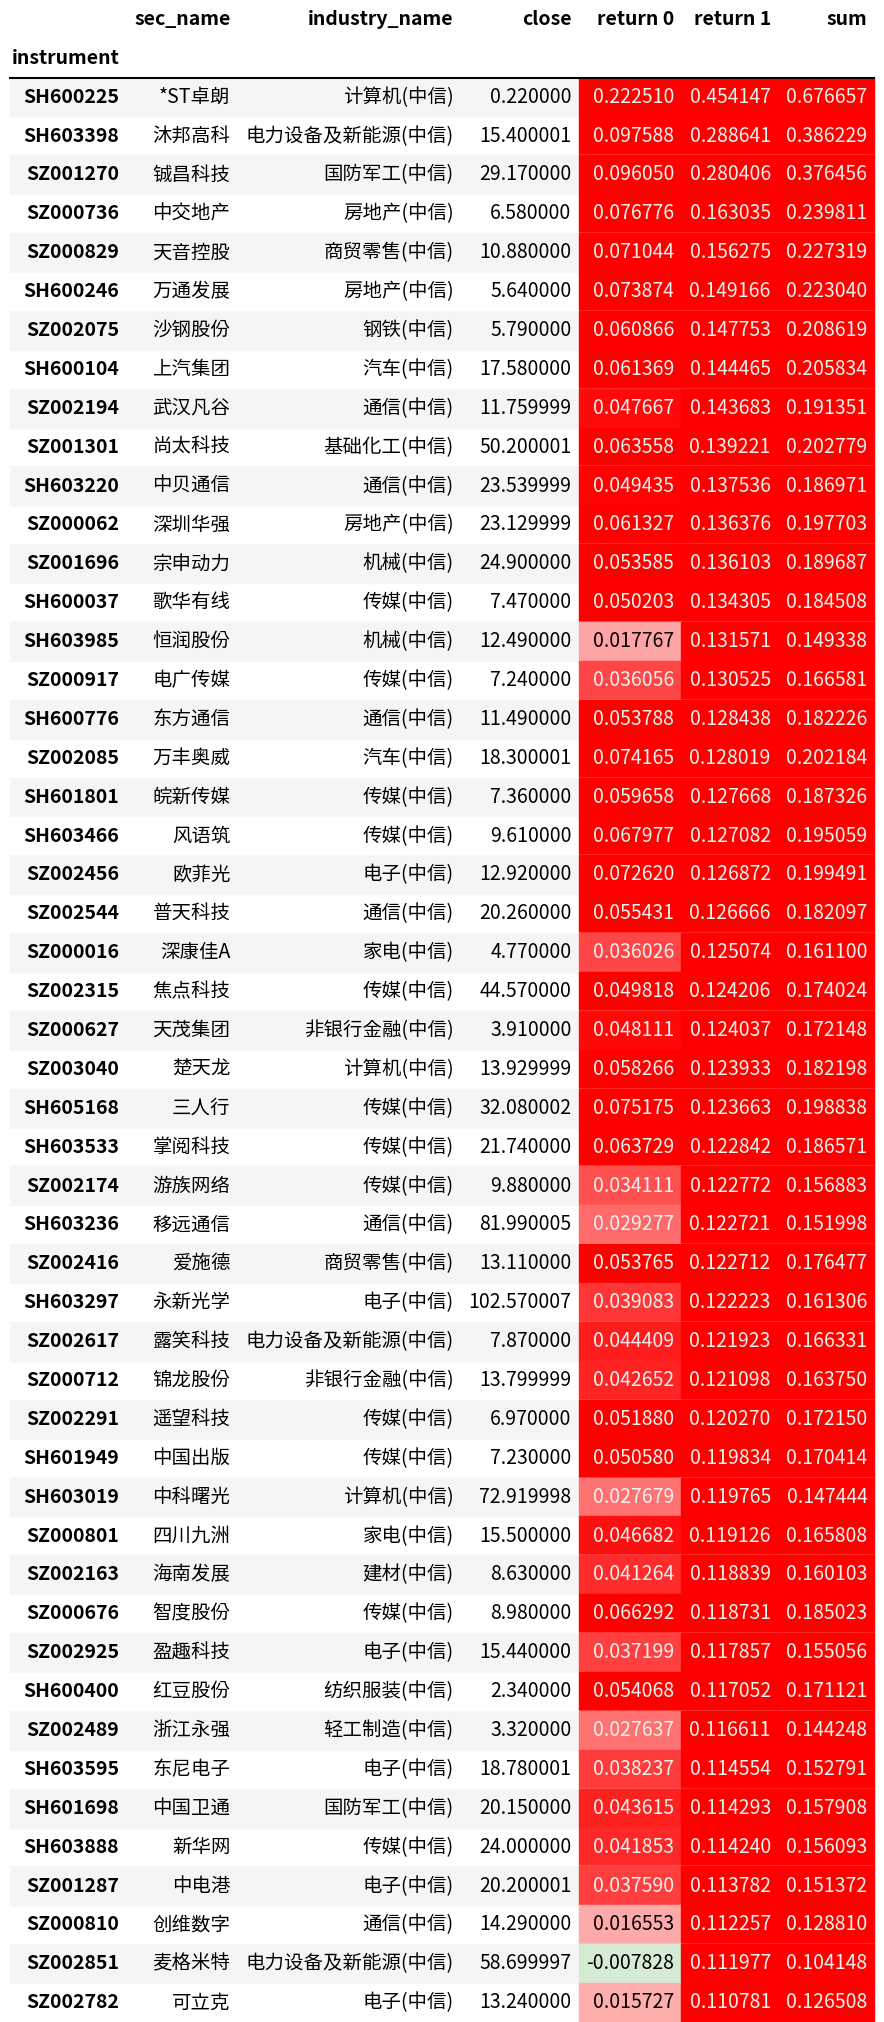 sec_name industry_name close return 0 return 1 sum
instrument
SH600225 *ST卓朗 计算机(中信) 0.220000 0.222510 0.454147 0.676657
SH603398 沐邦高科 电力设备及新能源(中信) 15.400001 0.097588 0.288641 0.386229
SZ001270 铖昌科技 国防军工(中信) 29.170000 0.096050 0.280406 0.376456
SZ000736 中交地产 房地产(中信) 6.580000 0.076776 0.163035 0.239811
SZ000829 天音控股 商贸零售(中信) 10.880000 0.071044 0.156275 0.227319
SH600246 万通发展 房地产(中信) 5.640000 0.073874 0.149166 0.223040
SZ002075 沙钢股份 钢铁(中信) 5.790000 0.060866 0.147753 0.208619
SH600104 上汽集团 汽车(中信) 17.580000 0.061369 0.144465 0.205834
SZ002194 武汉凡谷 通信(中信) 11.759999 0.047667 0.143683 0.191351
SZ001301 尚太科技 基础化工(中信) 50.200001 0.063558 0.139221 0.202779
SH603220 中贝通信 通信(中信) 23.539999 0.049435 0.137536 0.186971
SZ000062 深圳华强 房地产(中信) 23.129999 0.061327 0.136376 0.197703
SZ001696 宗申动力 机械(中信) 24.900000 0.053585 0.136103 0.189687
SH600037 歌华有线 传媒(中信) 7.470000 0.050203 0.134305 0.184508
SH603985 恒润股份 机械(中信) 12.490000 0.017767 0.131571 0.149338
SZ000917 电广传媒 传媒(中信) 7.240000 0.036056 0.130525 0.166581
SH600776 东方通信 通信(中信) 11.490000 0.053788 0.128438 0.182226
SZ002085 万丰奥威 汽车(中信) 18.300001 0.074165 0.128019 0.202184
SH601801 皖新传媒 传媒(中信) 7.360000 0.059658 0.127668 0.187326
SH603466 风语筑 传媒(中信) 9.610000 0.067977 0.127082 0.195059
SZ002456 欧菲光 电子(中信) 12.920000 0.072620 0.126872 0.199491
SZ002544 普天科技 通信(中信) 20.260000 0.055431 0.126666 0.182097
SZ000016 深康佳A 家电(中信) 4.770000 0.036026 0.125074 0.161100
SZ002315 焦点科技 传媒(中信) 44.570000 0.049818 0.124206 0.174024
SZ000627 天茂集团 非银行金融(中信) 3.910000 0.048111 0.124037 0.172148
SZ003040 楚天龙 计算机(中信) 13.929999 0.058266 0.123933 0.182198
SH605168 三人行 传媒(中信) 32.080002 0.075175 0.123663 0.198838
SH603533 掌阅科技 传媒(中信) 21.740000 0.063729 0.122842 0.186571
SZ002174 游族网络 传媒(中信) 9.880000 0.034111 0.122772 0.156883
SH603236 移远通信 通信(中信) 81.990005 0.029277 0.122721 0.151998
SZ002416 爱施德 商贸零售(中信) 13.110000 0.053765 0.122712 0.176477
SH603297 永新光学 电子(中信) 102.570007 0.039083 0.122223 0.161306
SZ002617 露笑科技 电力设备及新能源(中信) 7.870000 0.044409 0.121923 0.166331
SZ000712 锦龙股份 非银行金融(中信) 13.799999 0.042652 0.121098 0.163750
SZ002291 遥望科技 传媒(中信) 6.970000 0.051880 0.120270 0.172150
SH601949 中国出版 传媒(中信) 7.230000 0.050580 0.119834 0.170414
SH603019 中科曙光 计算机(中信) 72.919998 0.027679 0.119765 0.147444
SZ000801 四川九洲 家电(中信) 15.500000 0.046682 0.119126 0.165808
SZ002163 海南发展 建材(中信) 8.630000 0.041264 0.118839 0.160103
SZ000676 智度股份 传媒(中信) 8.980000 0.066292 0.118731 0.185023
SZ002925 盈趣科技 电子(中信) 15.440000 0.037199 0.117857 0.155056
SH600400 红豆股份 纺织服装(中信) 2.340000 0.054068 0.117052 0.171121
SZ002489 浙江永强 轻工制造(中信) 3.320000 0.027637 0.116611 0.144248
SH603595 东尼电子 电子(中信) 18.780001 0.038237 0.114554 0.152791
SH601698 中国卫通 国防军工(中信) 20.150000 0.043615 0.114293 0.157908
SH603888 新华网 传媒(中信) 24.000000 0.041853 0.114240 0.156093
SZ001287 中电港 电子(中信) 20.200001 0.037590 0.113782 0.151372
SZ000810 创维数字 通信(中信) 14.290000 0.016553 0.112257 0.128810
SZ002851 麦格米特 电力设备及新能源(中信) 58.699997 -0.007828 0.111977 0.104148
SZ002782 可立克 电子(中信) 13.240000 0.015727 0.110781 0.126508